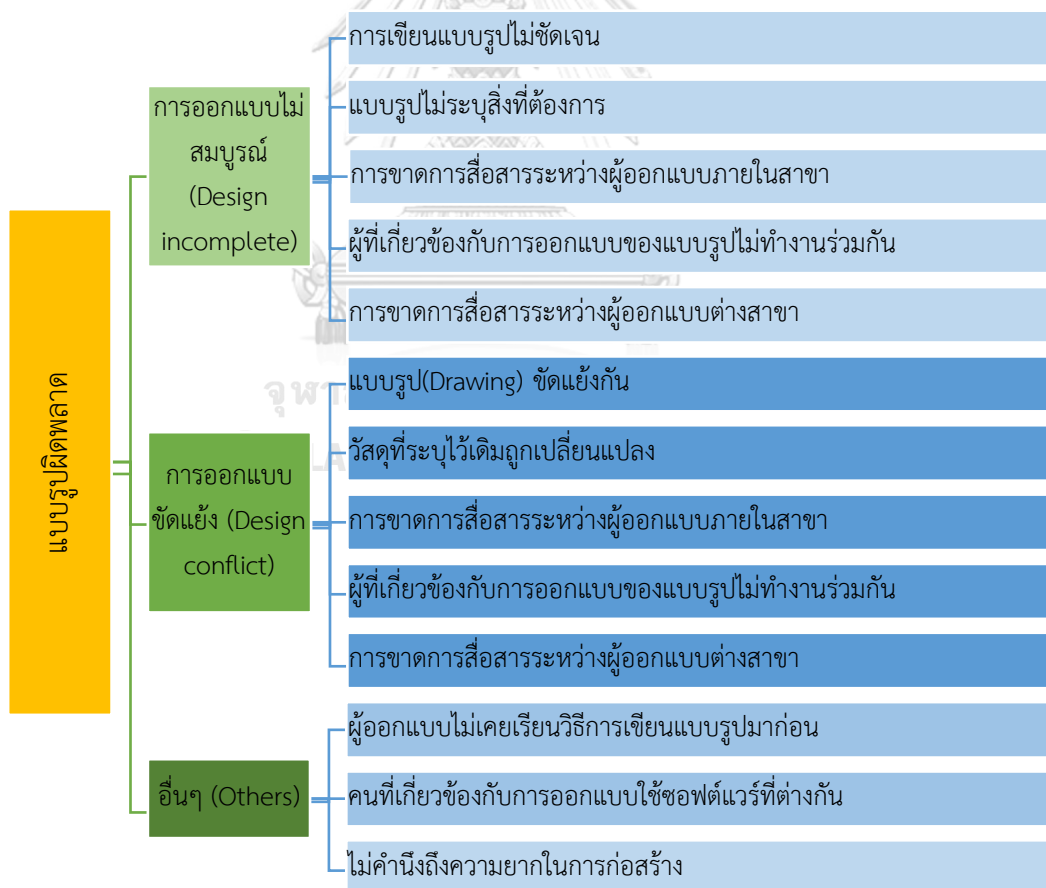 แบบรูปผิดพลาด
การออกแบบไม่
สมบูรณ์
(Design
incomplete)
การเขียนแบบรูปไม่ชัดเจน
แบบรูปไม่ระบุสิ่งที่ต้องการ
การขาดการสื่อสารระหว่างผู้ออกแบบภายในสาขา
ผู้ที่เกี่ยวข้องกับการออกแบบของแบบรูปไม่ทำงานร่วมกัน
การขาดการสื่อสารระหว่างผู้ออกแบบต่างสาขา
การออกแบบ
ขัดแย้ง (Design
conflict)
แบบรูป(Drawing) ขัดแย้งกัน
วัสดุที่ระบุไว้เดิมถูกเปลี่ยนแปลง
การขาดการสื่อสารระหว่างผู้ออกแบบภายในสาขา
ผู้ที่เกี่ยวข้องกับการออกแบบของแบบรูปไม่ทำงานร่วมกัน
การขาดการสื่อสารระหว่างผู้ออกแบบต่างสาขา
อื่นๆ (Others)
ผู้ออกแบบไม่เคยเรียนวิธีการเขียนแบบรูปมาก่อน
คนที่เกี่ยวข้องกับการออกแบบใช้ซอฟต์แวร์ที่ต่างกัน
ไม่คำนึงถึงความยากในการก่อสร้าง